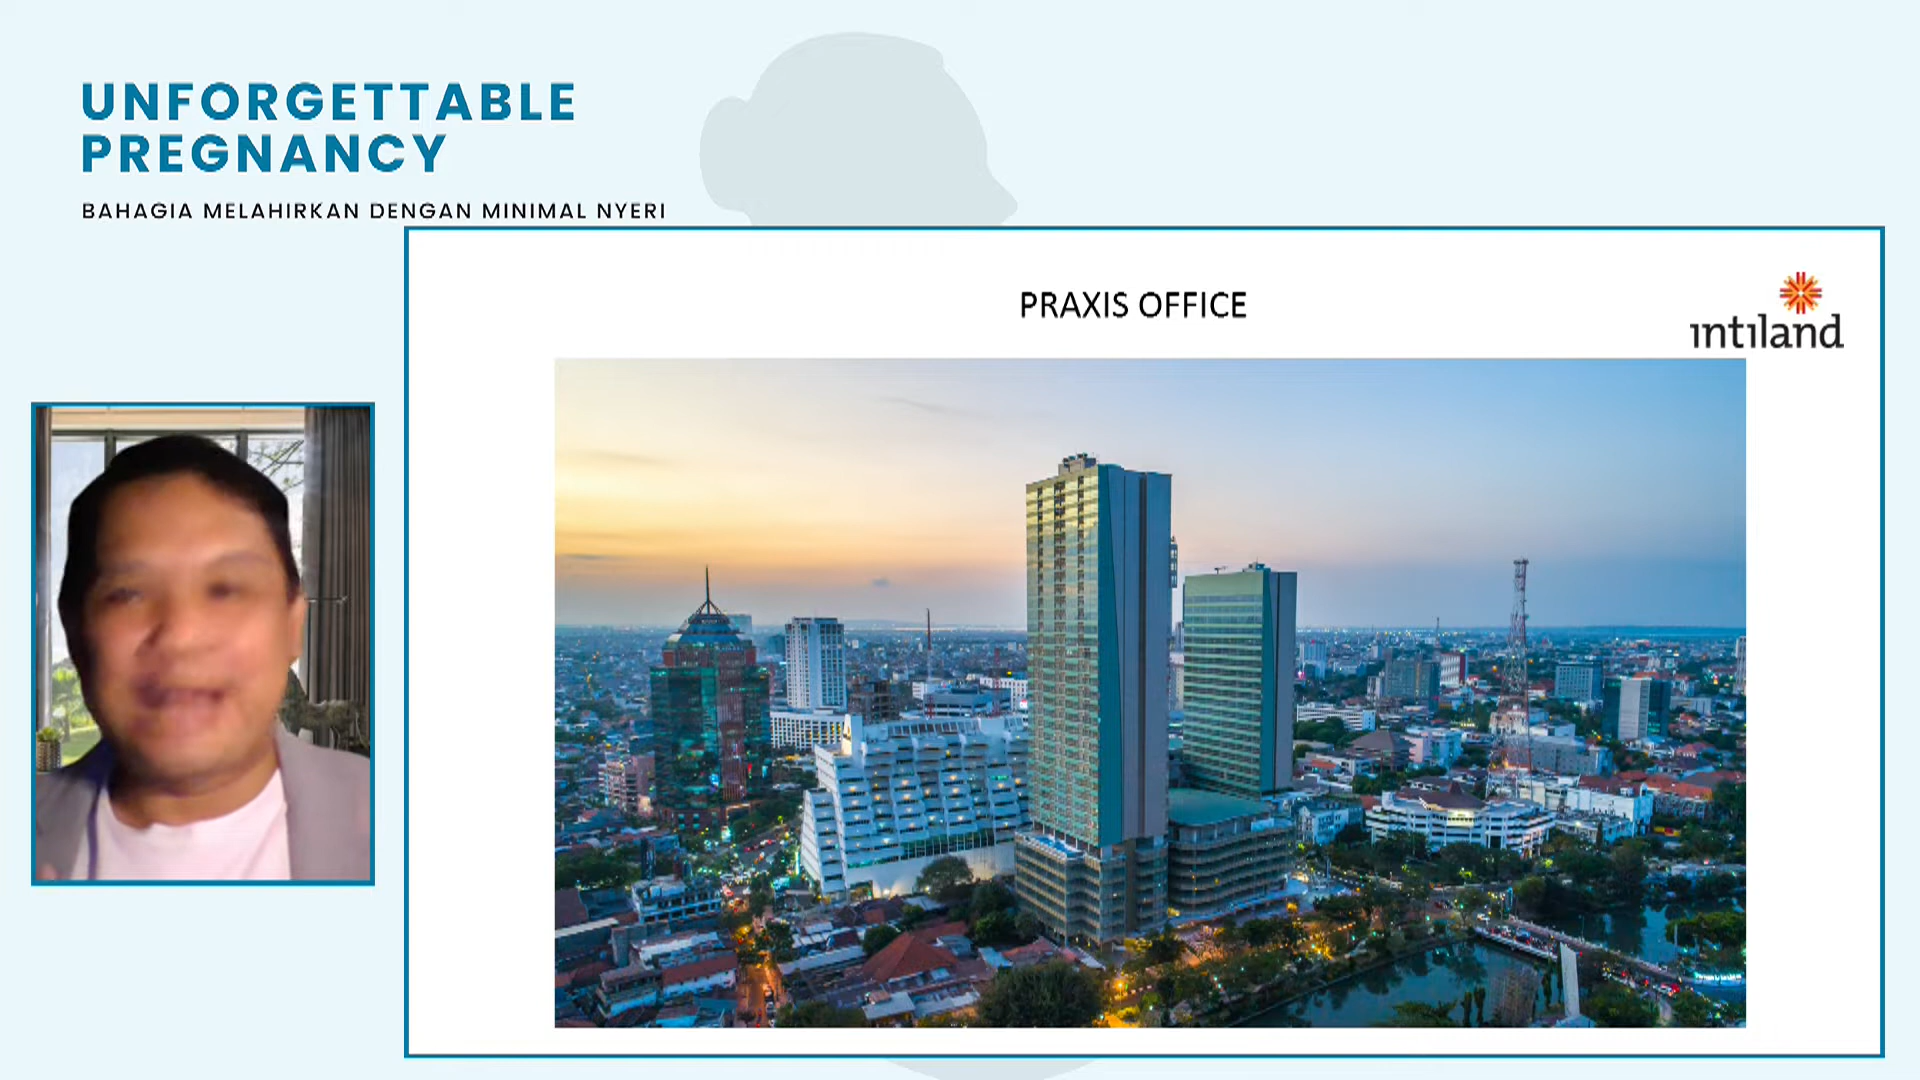 UNFORGETTABLE
PREGNANCY
BAHAGIA MELAHIRKAN DENGAN MINIMAL NYERI
PRAXIS OFFICE
intiland